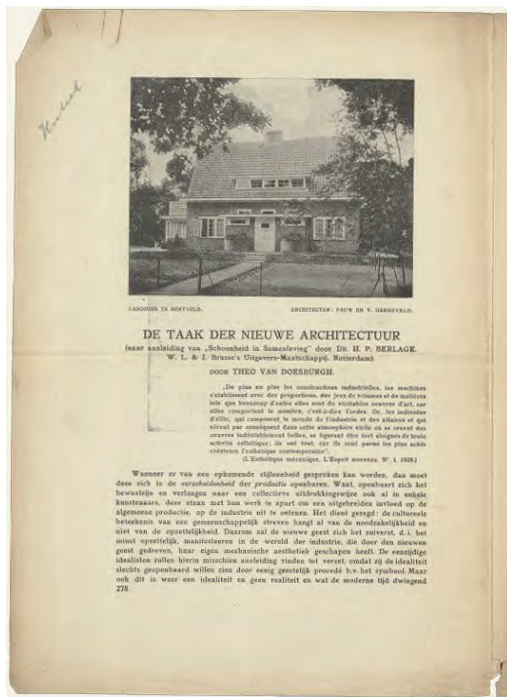 LANDHUIS TE BENTVELD. ARCHITECTEN: PAUW EN V. HARDEVELD.
DE TAAK DER NIEUWE ARCHITECTUUR
(naar aanleiding van „Schoonheid in Samenleving" door DR. H. P. BERLAGE.
W. L. & J. Brusse's Uitgevers-Maatschappij. Rotterdam).
DOOR THEO VAN DOESBURGH.
„De plus en plus les constructions industrielles, les machines
s'établissent avec des proportions, des jeux de volumes et de matières
tels que beaucoup d'entre elles sont de véritables oeuvres d'art, car
elles comportent le nombre, c'est-à-dire l'ordre. Or, les individus
d'élite, qui composent le monde de l'industrie et des affaires et qui
vivent par conséquent dans cette atmosphère virile où se créent des
oeuvres indéniablement belles, se figurent être fort éloignés de toute
activité esthétique; ils ont tort, car ils sont parmi les plus actifs
créateurs l'esthétique contemporaine".
(L'Esthétique mécanique, L'Esprit nouveau. Nº. 1. 1920.)
Wanneer er van een opkomende stijleenheid gesproken kan worden, dan moet
deze zich in de verscheidenheid der productie openbaren. Want, openbaart zich het
bewustzijn en verlangen naar een collectieve uitdrukkingswijze ook al in enkele
kunstenaars, deze staan met hun werk te apart om een uitgebreiden invloed op de
algemeene productie, op de industrie uit te oefenen. Het dient gezegd: de cultureele
beteekenis van een gemeenschappelijk streven hangt af van de noodzakelijkheid en
niet van de opzettelijkheid. Daarom zal de nieuwe geest zich het zuiverst, d. i. het
minst opzettelijk, manifesteeren in de wereld der industrie, die door den nieuwen
geest gedreven, haar eigen mechanische aesthetiek geschapen heeft. De eenzijdige
idealisten zullen hierin misschien aanleiding vinden tot verzet, omdat zij de idealiteit
slechts geopenbaard willen zien door eenig geestelijk procedé b.v. het symbool. Maar
ook dit is weer een idealiteit en geen realiteit en wat de moderne tijd dwingend
278